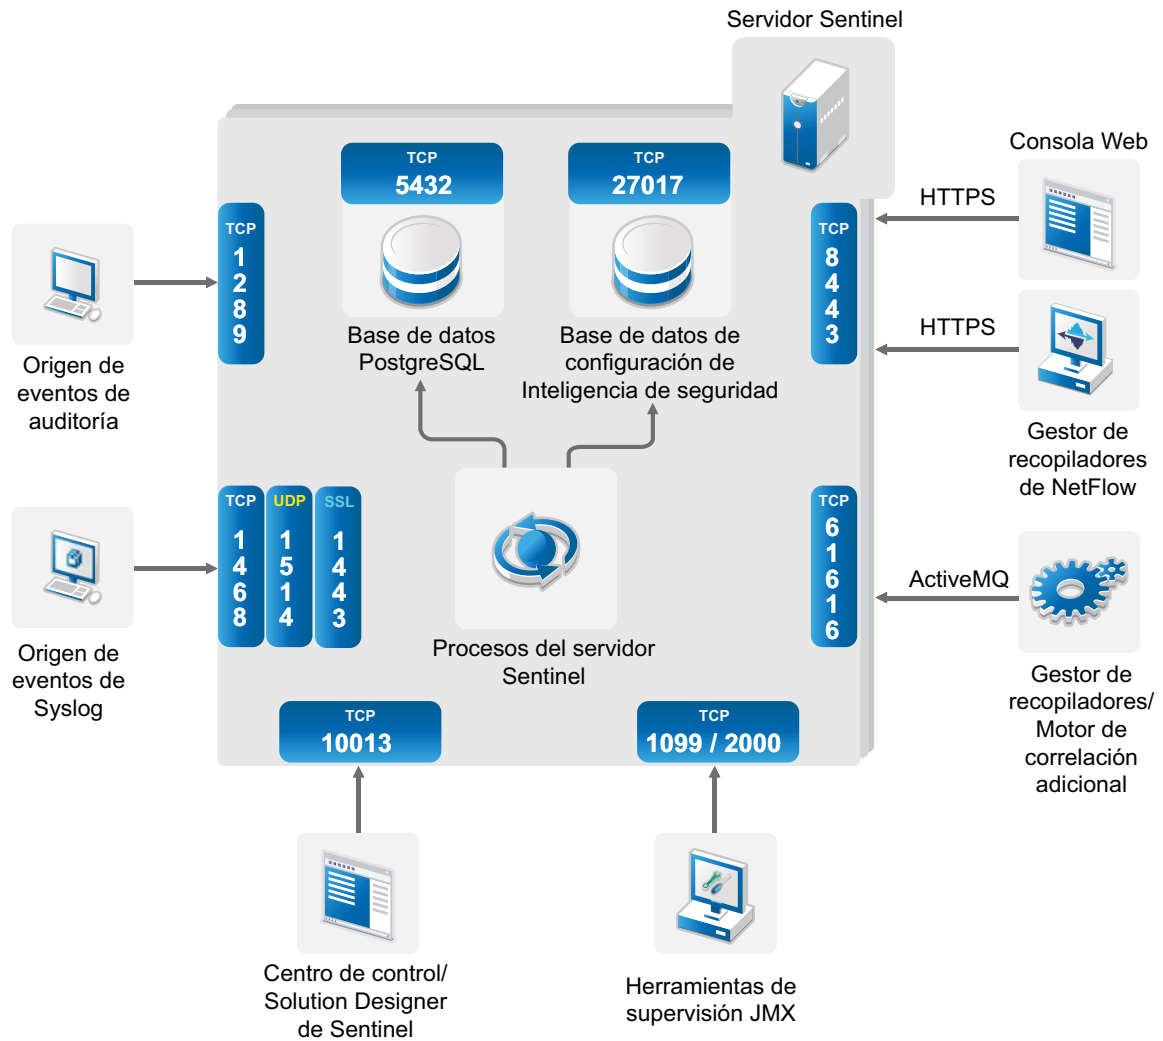 Servidor Sentinel
TCP
5432
TCP
27017
Consola Web
HTTPS
TCP
1
2
8
9
TCP
8
4
4
3
HTTPS
Base de datos
PostgreSQL
Base de datos de
configuración de
Inteligencia de seguridad
Origen de
eventos de
auditoría
Gestor de
recopiladores
de NetFlow
TCP
1
4
6
8
UDP
1
5
1
4
SSL
1
4
4
3
TCP
6
1
6
1
6
ActiveMQ
Procesos del servidor
Sentinel
Origen de
eventos de
Syslog
Gestor de
recopiladores/
Motor de
correlación
adicional
TCP
10013
TCP
1099 / 2000
Centro de control/
Solution Designer
de Sentinel
Herramientas de
supervisión JMX